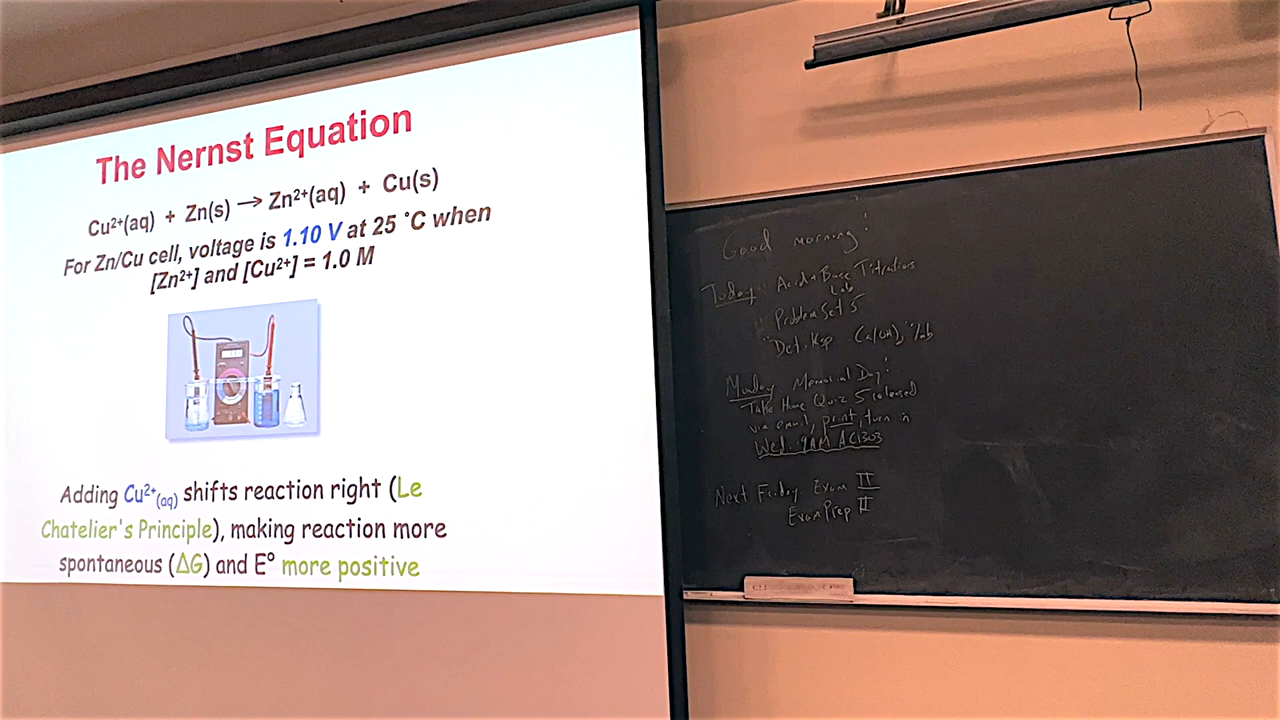 The Nernst Equation
Cu²⁺(aq) + Zn(s) → Zn²⁺(aq) + Cu(s)
For Zn/Cu cell, voltage is 1.10 V at 25 ˚C when
[Zn²⁺] and [Cu²⁺] = 1.0 M
Adding Cu²⁺(aq) shifts reaction right (Le
Chatelier's Principle), making reaction more
spontaneous (ΔG) and E° more positive
Good morning!
Today: Acid + Base Titrations
Lab
Problem Set 5
"Det. Ksp Ca(OH)₂" lab
Monday Memorial Day!
Take Home Quiz 5 released
via email, print, turn in
Wed. 9AM AC1303
Next Friday Exam II
Exam Prep II